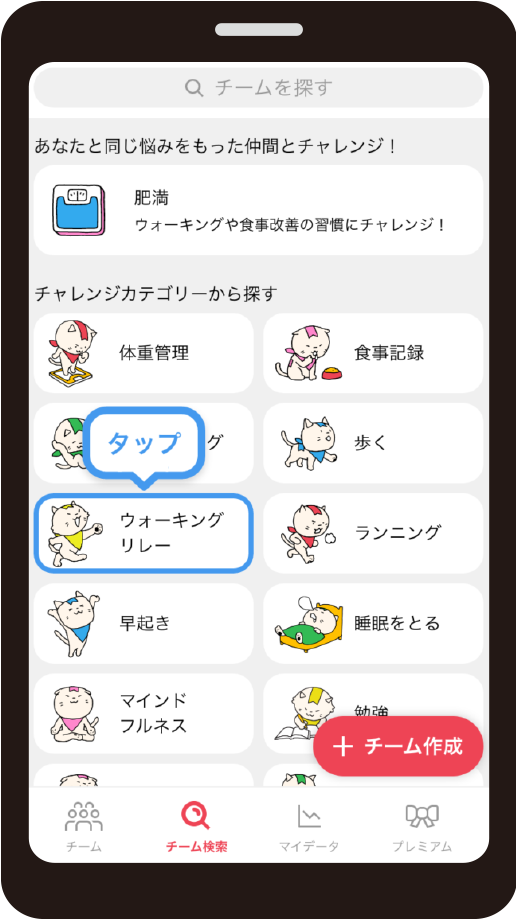 チームを探す
あなたと同じ悩みをもった仲間とチャレンジ！
肥満
ウォーキングや食事改善の習慣にチャレンジ！
チャレンジカテゴリーから探す
体重管理
食事記録
タップ
グ
歩く
ウォーキング
リレー
ランニング
早起き
睡眠をとる
マインド
フルネス
勉強
＋ チーム作成
チーム
チーム検索
マイデータ
プレミアム